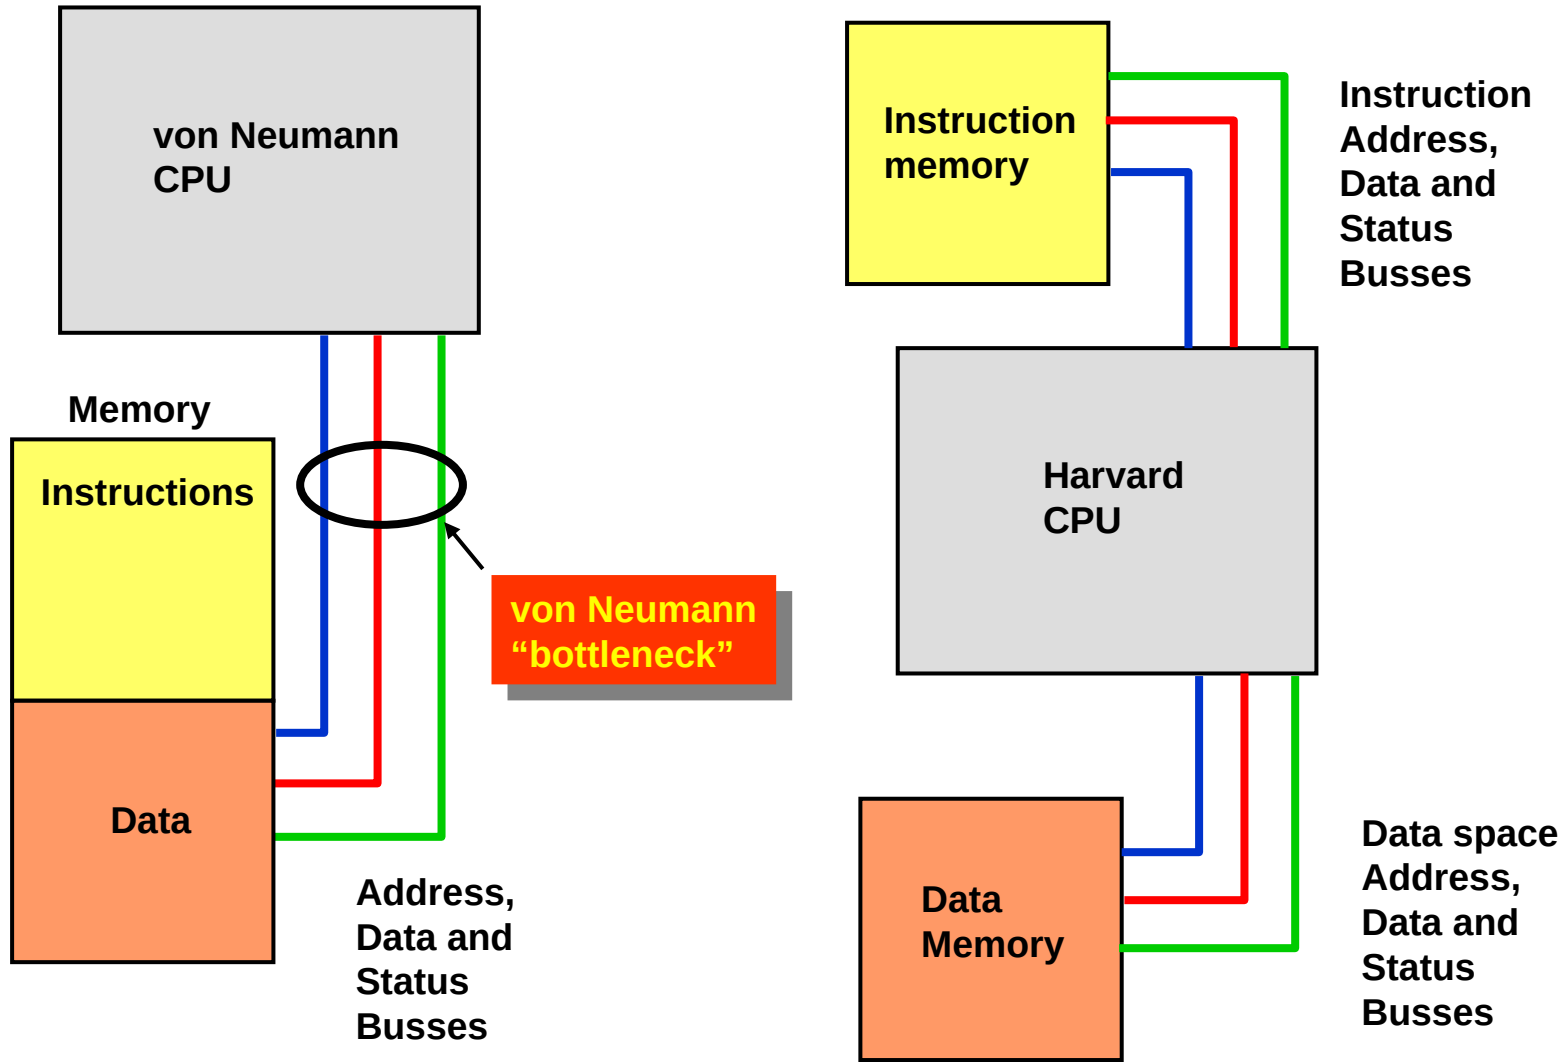 von Neumann
CPU
Memory
Instructions
von Neumann
“bottleneck”
Data
Address,
Data and
Status
Busses
Instruction
memory
Instruction
Address,
Data and
Status
Busses
Harvard
CPU
Data
Memory
Data space
Address,
Data and
Status
Busses